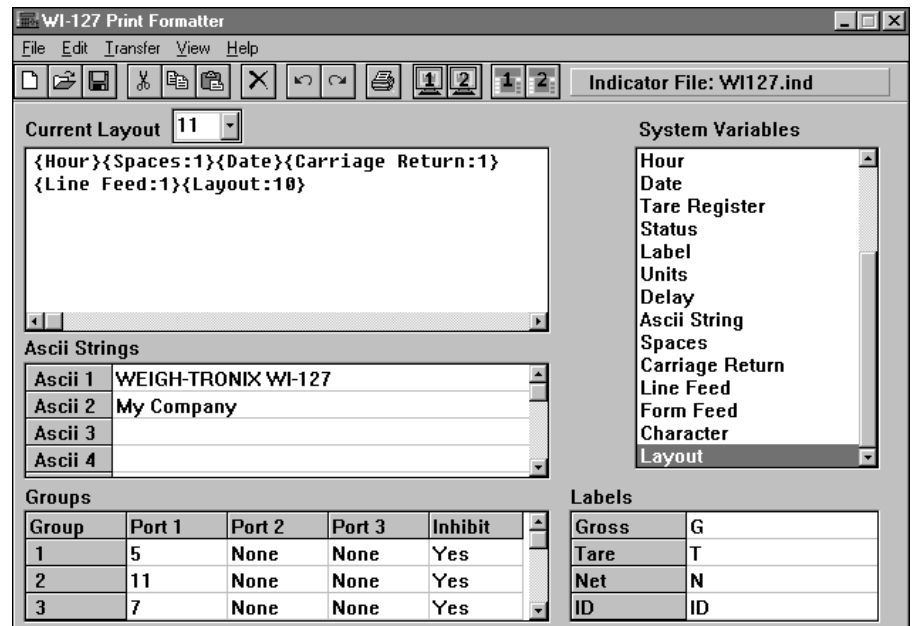 WI-127 Print Formatter
File Edit Transfer View Help
1 2 1 2 Indicator File: WI127.ind
Current Layout 11
{Hour}{Spaces:1}{Date}{Carriage Return:1}
{Line Feed:1}{Layout:10}
System Variables
Hour
Date
Tare Register
Status
Label
Units
Delay
Ascii String
Spaces
Carriage Return
Line Feed
Form Feed
Character
Layout
Ascii Strings
Ascii 1 WEIGH-TRONIX WI-127
Ascii 2 My Company
Ascii 3
Ascii 4
Groups
Group Port 1 Port 2 Port 3 Inhibit
1 5 None None Yes
2 11 None None Yes
3 7 None None Yes
Labels
Gross G
Tare T
Net N
ID ID